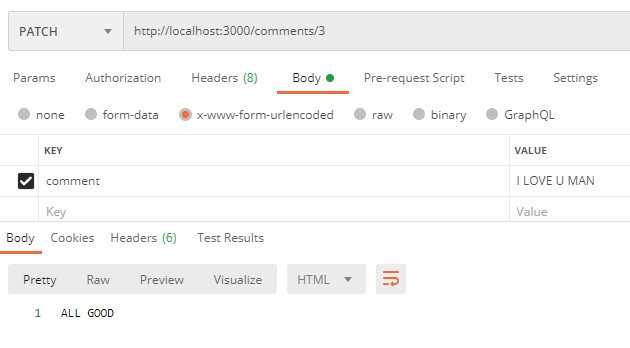 PATCH http://localhost:3000/comments/3
Params Authorization Headers (8) Body Pre-request Script Tests Settings
none form-data x-www-form-urlencoded raw binary GraphQL
KEY VALUE
comment I LOVE U MAN
Key Value
Body Cookies Headers (6) Test Results
Pretty Raw Preview Visualize HTML
1 ALL GOOD